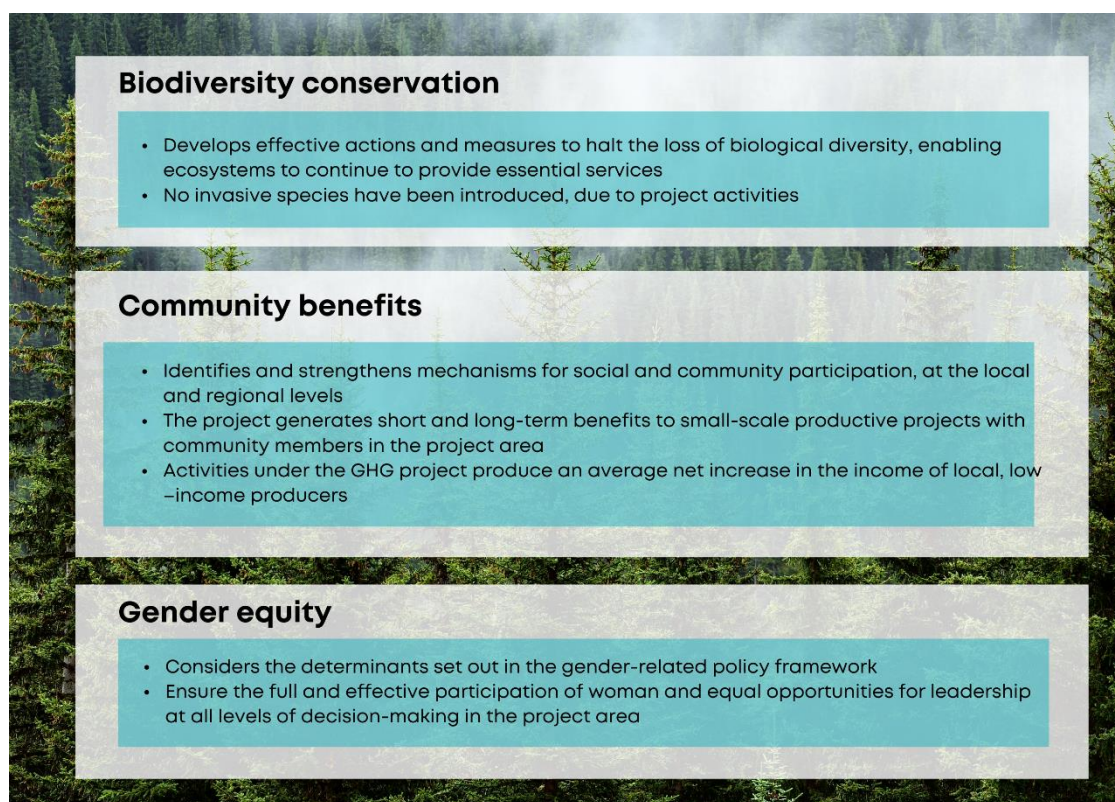 Biodiversity conservation
• Develops effective actions and measures to halt the loss of biological diversity, enabling
ecosystems to continue to provide essential services
• No invasive species have been introduced, due to project activities
Community benefits
• Identifies and strengthens mechanisms for social and community participation, at the local
and regional levels
• The project generates short and long-term benefits to small-scale productive projects with
community members in the project area
• Activities under the GHG project produce an average net increase in the income of local, low
–income producers
Gender equity
• Considers the determinants set out in the gender-related policy framework
• Ensure the full and effective participation of woman and equal opportunities for leadership
at all levels of decision-making in the project area